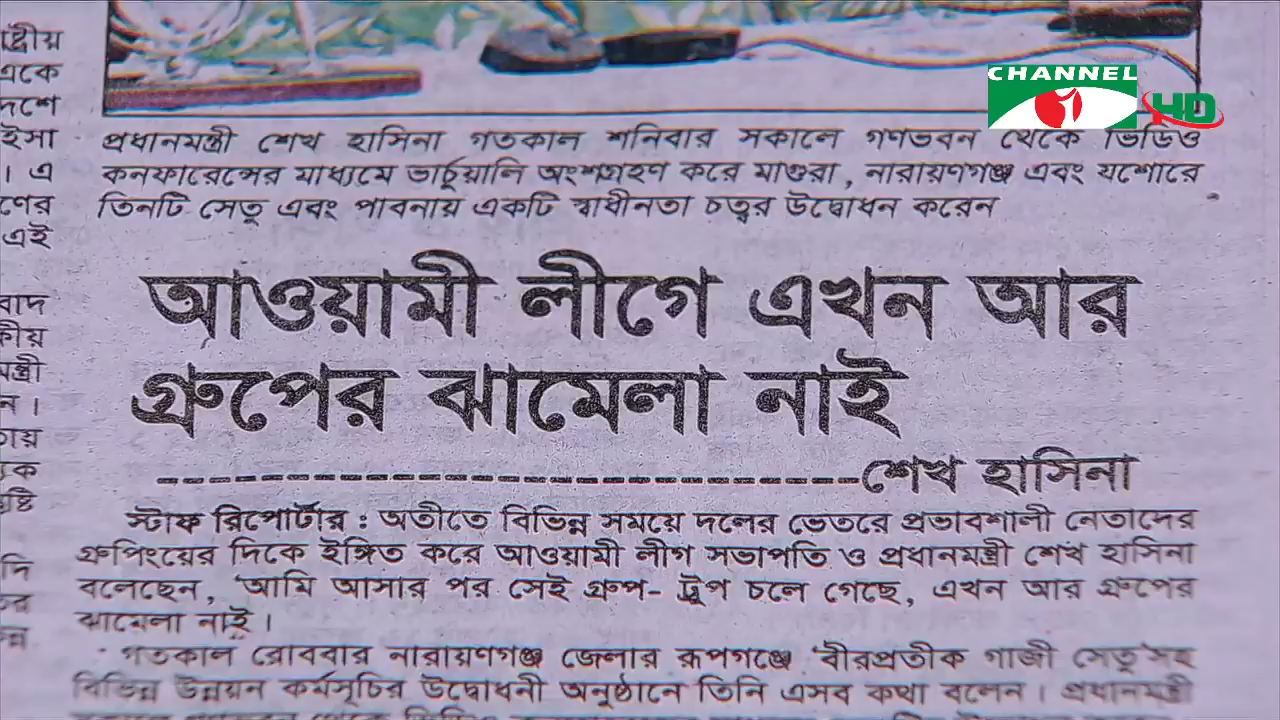 CHANNEL i HD
ষ্ট্রীয়
একে
দেশে
ইসা
। এ
ণের
এই
বাদ
প্রধানমন্ত্রী শেখ হাসিনা গতকাল শনিবার সকালে গণভবন থেকে ভিডিও
কনফারেন্সের মাধ্যমে ভার্চুয়ালি অংশগ্রহণ করে মাগুরা, নারায়ণগঞ্জ এবং যশোরে
তিনটি সেতু এবং পাবনায় একটি স্বাধীনতা চত্বর উদ্বোধন করেন
আওয়ামী লীগে এখন আর
গ্রুপের ঝামেলা নাই
--------------------------------শেখ হাসিনা
স্টাফ রিপোর্টার : অতীতে বিভিন্ন সময়ে দলের ভেতরে প্রভাবশালী নেতাদের
গ্রুপিংয়ের দিকে ইঙ্গিত করে আওয়ামী লীগ সভাপতি ও প্রধানমন্ত্রী শেখ হাসিনা
বলেছেন, 'আমি আসার পর সেই গ্রুপ- ট্রুপ চলে গেছে, এখন আর গ্রুপের
ঝামেলা নাই।
গতকাল রোববার নারায়ণগঞ্জ জেলার রূপগঞ্জে 'বীরপ্রতীক গাজী সেতু'সহ
বিভিন্ন উন্নয়ন কর্মসূচির উদ্বোধনী অনুষ্ঠানে তিনি এসব কথা বলেন। প্রধানমন্ত্রী